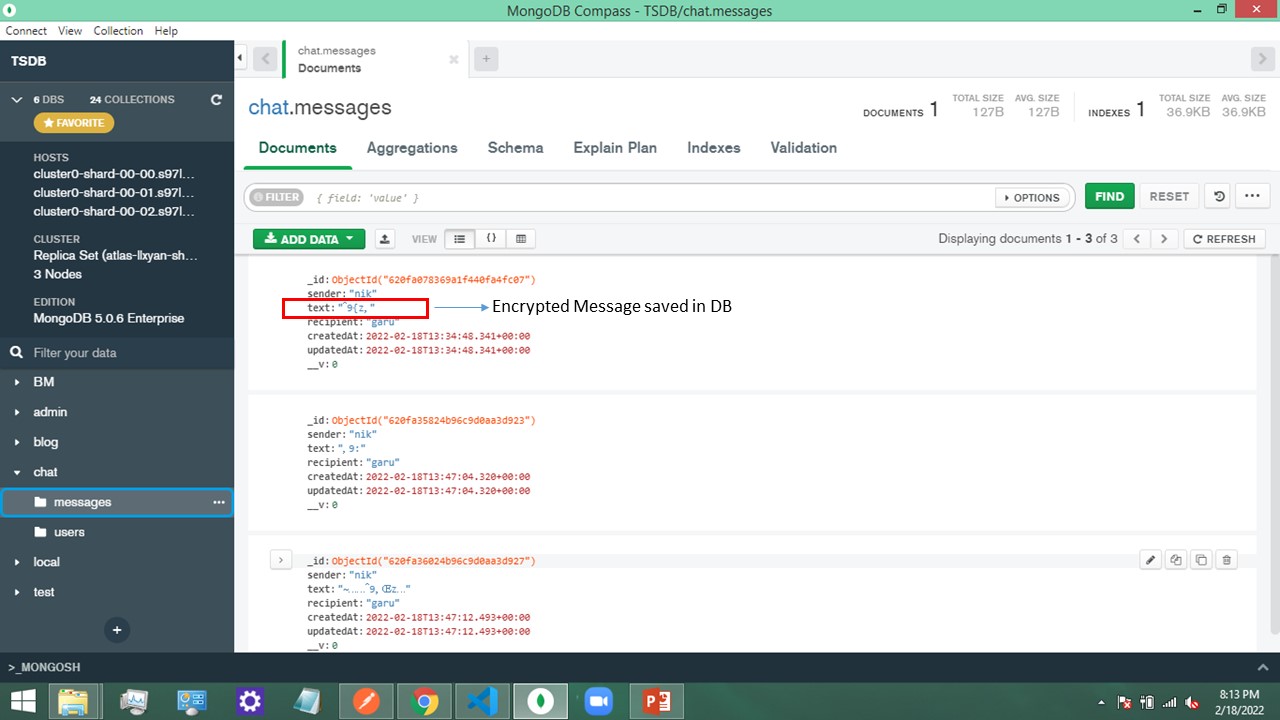 MongoDB Compass - TSDB/chat.messages
Connect View Collection Help
TSDB
6 DBS 24 COLLECTIONS
FAVORITE
HOSTS
cluster0-shard-00-00.s97l...
cluster0-shard-00-01.s97l...
cluster0-shard-00-02.s97l...
CLUSTER
Replica Set (atlas-llxyan-sh...
3 Nodes
EDITION
MongoDB 5.0.6 Enterprise
Filter your data
BM
admin
blog
chat
messages
users
local
test
chat.messages
Documents
chat.messages
DOCUMENTS 1 TOTAL SIZE 127B AVG. SIZE 127B INDEXES 1 TOTAL SIZE 36.9KB AVG. SIZE 36.9KB
Documents Aggregations Schema Explain Plan Indexes Validation
FILTER { field: 'value' } OPTIONS FIND RESET
ADD DATA VIEW {} Displaying documents 1 - 3 of 3 REFRESH
_id: ObjectId("620fa078369a1f440fa4fc07")
sender: "nik"
text: "ˆ9{z‚"
Encrypted Message saved in DB
recipient: "garu"
createdAt: 2022-02-18T13:34:48.341+00:00
updatedAt: 2022-02-18T13:34:48.341+00:00
__v: 0
_id: ObjectId("620fa35824b96c9d0aa3d923")
sender: "nik"
text: "‚9:"
recipient: "garu"
createdAt: 2022-02-18T13:47:04.320+00:00
updatedAt: 2022-02-18T13:47:04.320+00:00
__v: 0
_id: ObjectId("620fa36024b96c9d0aa3d927")
sender: "nik"
text: "~……ˆ9‚Œz…"
recipient: "garu"
createdAt: 2022-02-18T13:47:12.493+00:00
updatedAt: 2022-02-18T13:47:12.493+00:00
__v: 0
>_MONGOSH
8:13 PM
2/18/2022